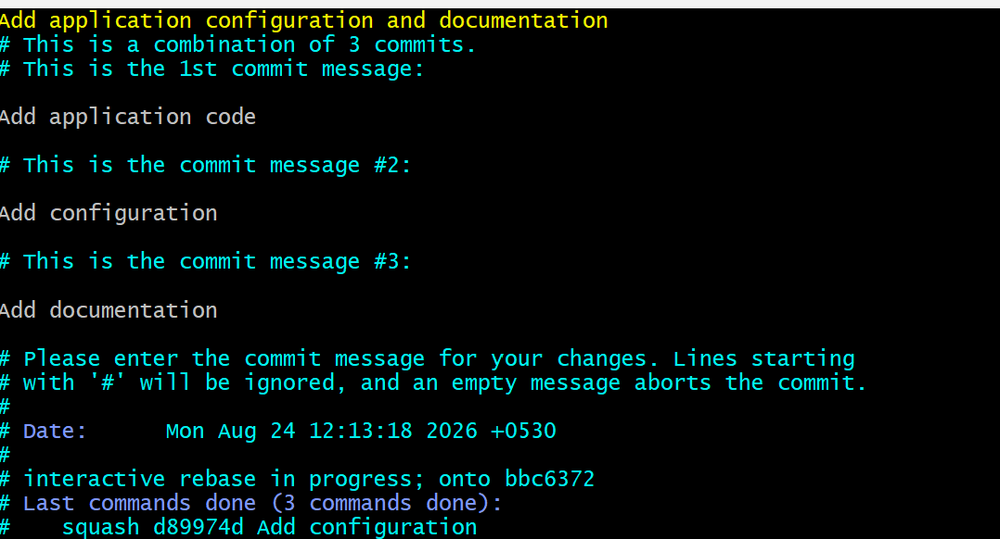 Add application configuration and documentation
# This is a combination of 3 commits.
# This is the 1st commit message:
Add application code
# This is the commit message #2:
Add configuration
# This is the commit message #3:
Add documentation
# Please enter the commit message for your changes. Lines starting
# with '#' will be ignored, and an empty message aborts the commit.
#
# Date:      Mon Aug 24 12:13:18 2026 +0530
#
# interactive rebase in progress; onto bbc6372
# Last commands done (3 commands done):
#    squash d89974d Add configuration